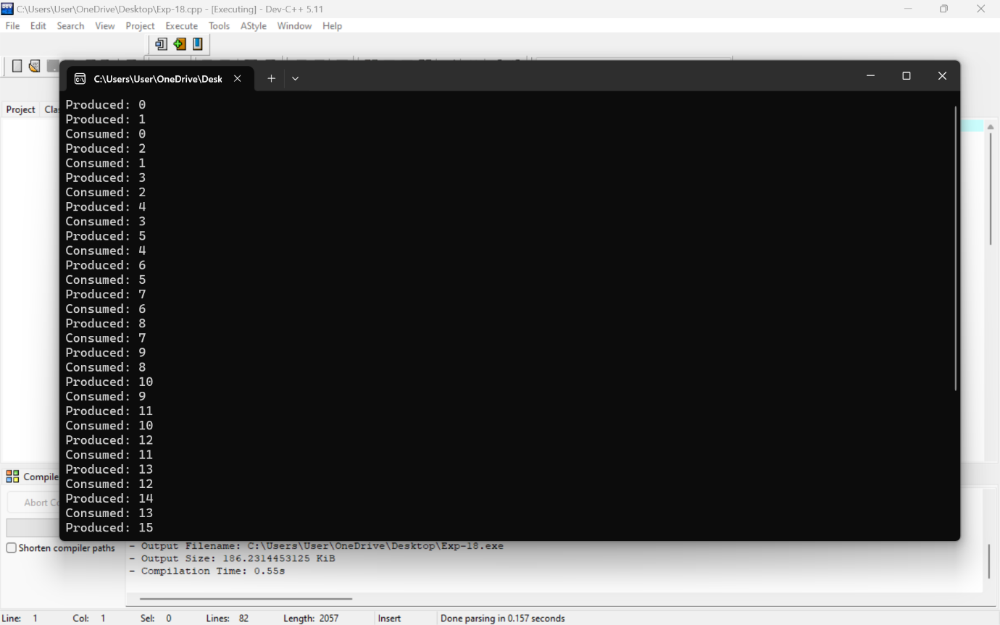 C:\Users\User\OneDrive\Desktop\Exp-18.cpp - [Executing] - Dev-C++ 5.11
File Edit Search View Project Execute Tools AStyle Window Help
C:\Users\User\OneDrive\Desk
Project
Produced: 0
Produced: 1
Consumed: 0
Produced: 2
Consumed: 1
Produced: 3
Consumed: 2
Produced: 4
Consumed: 3
Produced: 5
Consumed: 4
Produced: 6
Consumed: 5
Produced: 7
Consumed: 6
Produced: 8
Consumed: 7
Produced: 9
Consumed: 8
Produced: 10
Consumed: 9
Produced: 11
Consumed: 10
Produced: 12
Consumed: 11
Produced: 13
Consumed: 12
Produced: 14
Consumed: 13
Produced: 15
Compile
Abort
Shorten compiler paths
- Output Filename: C:\Users\User\OneDrive\Desktop\Exp-18.exe
- Output Size: 186.2314453125 KiB
- Compilation Time: 0.55s
Line: 1 Col: 1 Sel: 0 Lines: 82 Length: 2057 Insert Done parsing in 0.157 seconds